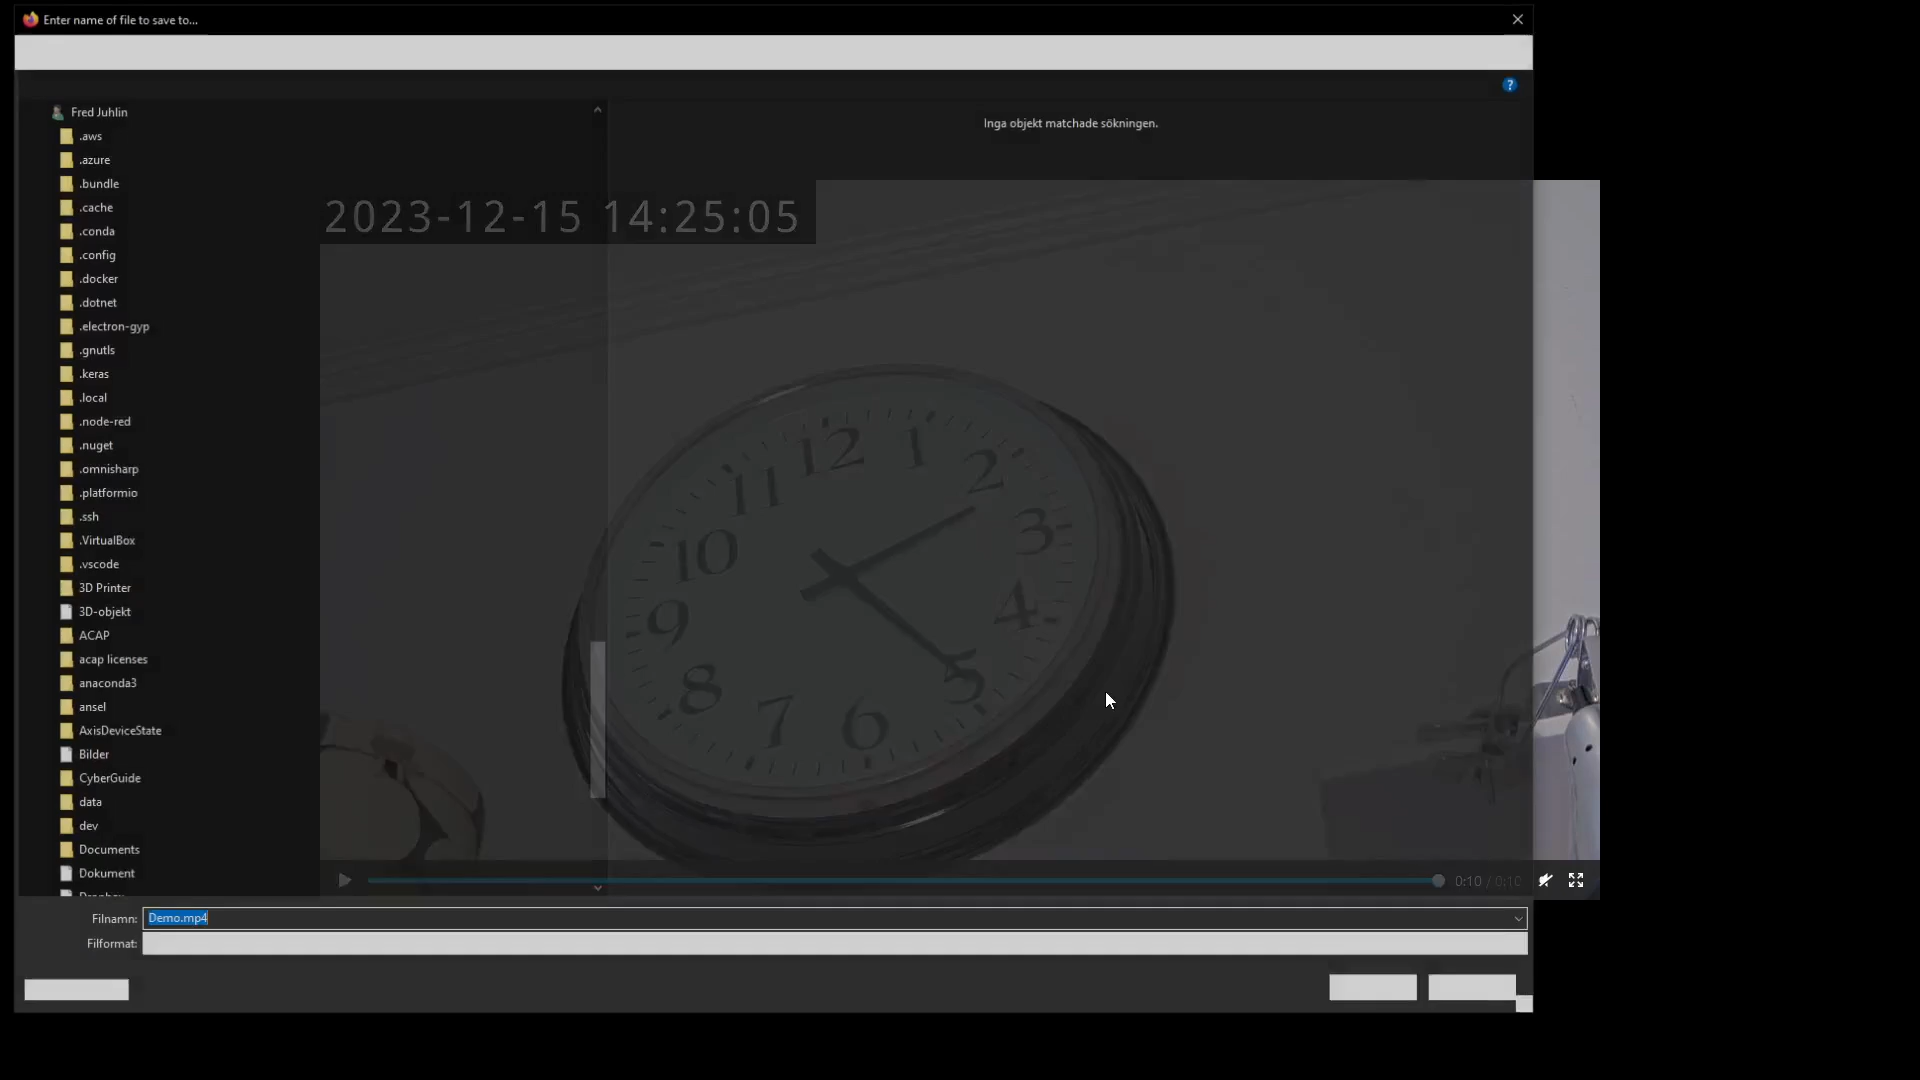 Enter name of file to save to...
?
Fred Juhlin
.aws
.azure
.bundle
.cache
.conda
.config
.docker
.dotnet
.electron-gyp
.gnutls
.keras
.local
.node-red
.nuget
.omnisharp
.platformio
.ssh
.VirtualBox
.vscode
3D Printer
3D-objekt
ACAP
acap licenses
anaconda3
ansel
AxisDeviceState
Bilder
CyberGuide
data
dev
Documents
Dokument
Inga objekt matchade sökningen.
2023-12-15 14:25:05
12
1
2
3
4
5
6
7
8
9
10
11
0:10 / 0:10
Filnamn: Demo.mp4
Filformat: